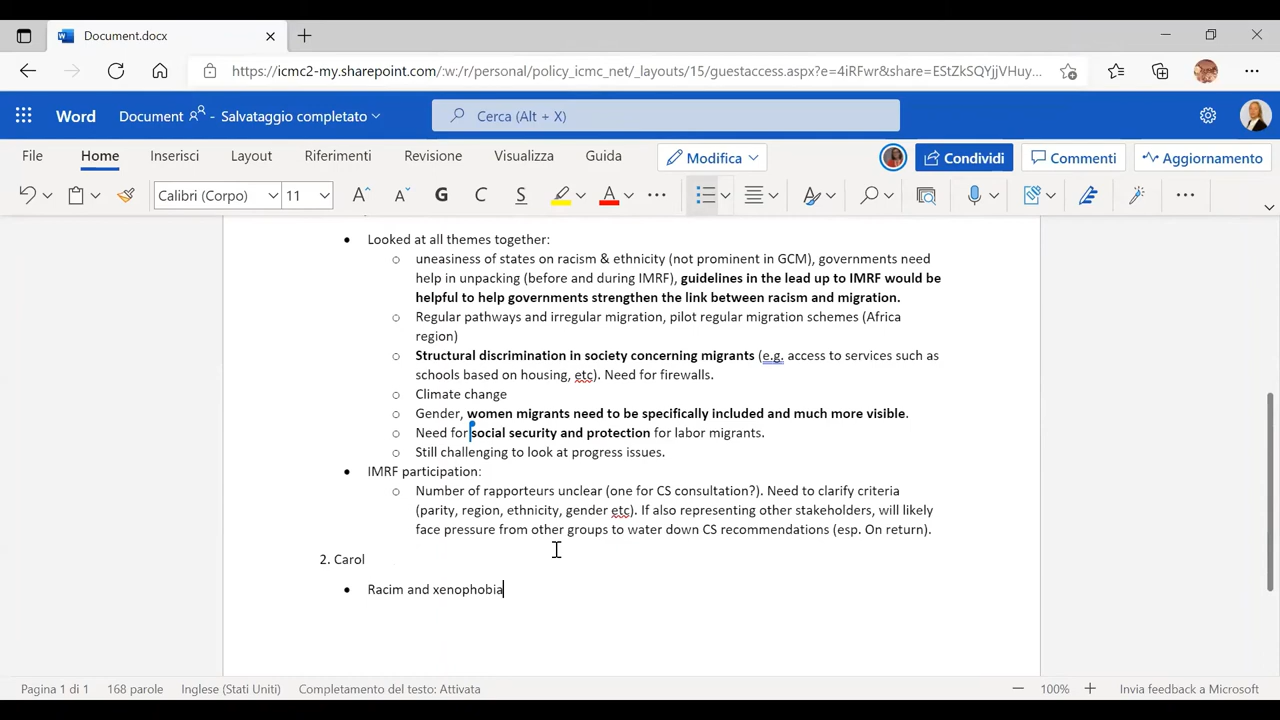 Document.docx
https://icmc2-my.sharepoint.com/:w:/r/personal/policy_icmc_net/_layouts/15/guestaccess.aspx?e=4iRFwr&share=EStZkSQYjjVHuy...
Word Document - Salvataggio completato Cerca (Alt + X)
File Home Inserisci Layout Riferimenti Revisione Visualizza Guida Modifica Condividi Commenti Aggiornamento
Calibri (Corpo) 11 A A G C S A
• Looked at all themes together:
o uneasiness of states on racism & ethnicity (not prominent in GCM), governments need
help in unpacking (before and during IMRF), guidelines in the lead up to IMRF would be
helpful to help governments strengthen the link between racism and migration.
o Regular pathways and irregular migration, pilot regular migration schemes (Africa
region)
o Structural discrimination in society concerning migrants (e.g. access to services such as
schools based on housing, etc). Need for firewalls.
o Climate change
o Gender, women migrants need to be specifically included and much more visible.
o Need for social security and protection for labor migrants.
o Still challenging to look at progress issues.
• IMRF participation:
o Number of rapporteurs unclear (one for CS consultation?). Need to clarify criteria
(parity, region, ethnicity, gender etc). If also representing other stakeholders, will likely
face pressure from other groups to water down CS recommendations (esp. On return).
2. Carol
• Racim and xenophobia
Pagina 1 di 1 168 parole Inglese (Stati Uniti) Completamento del testo: Attivata 100% Invia feedback a Microsoft